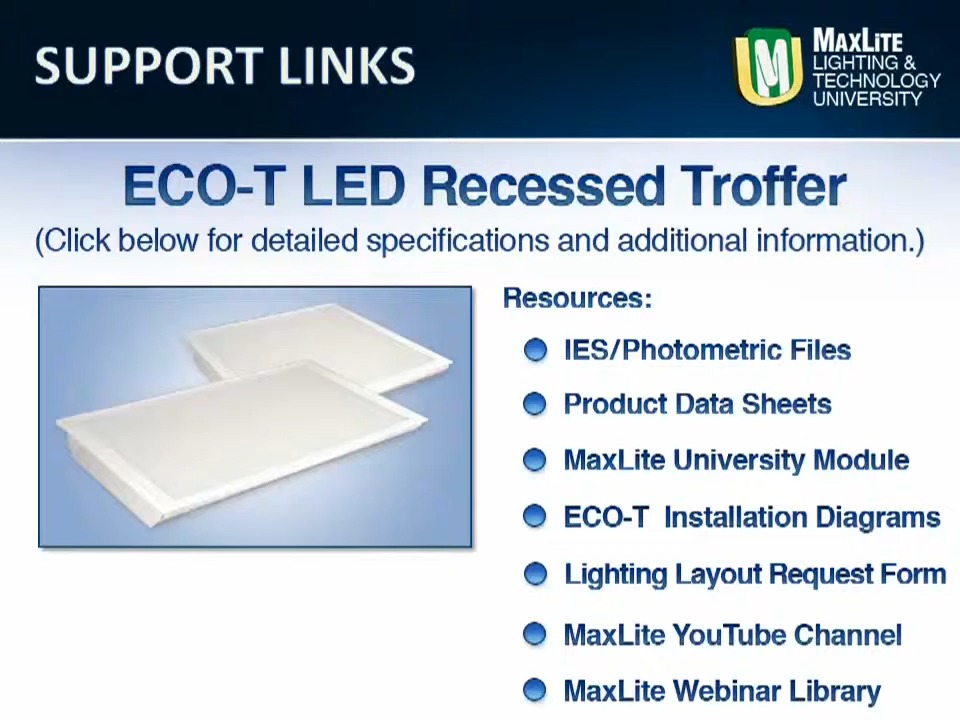 SUPPORT LINKS
MAXLITE
LIGHTING &
TECHNOLOGY
UNIVERSITY
ECO-T LED Recessed Troffer
(Click below for detailed specifications and additional information.)
Resources:
IES/Photometric Files
Product Data Sheets
MaxLite University Module
ECO-T Installation Diagrams
Lighting Layout Request Form
MaxLite YouTube Channel
MaxLite Webinar Library